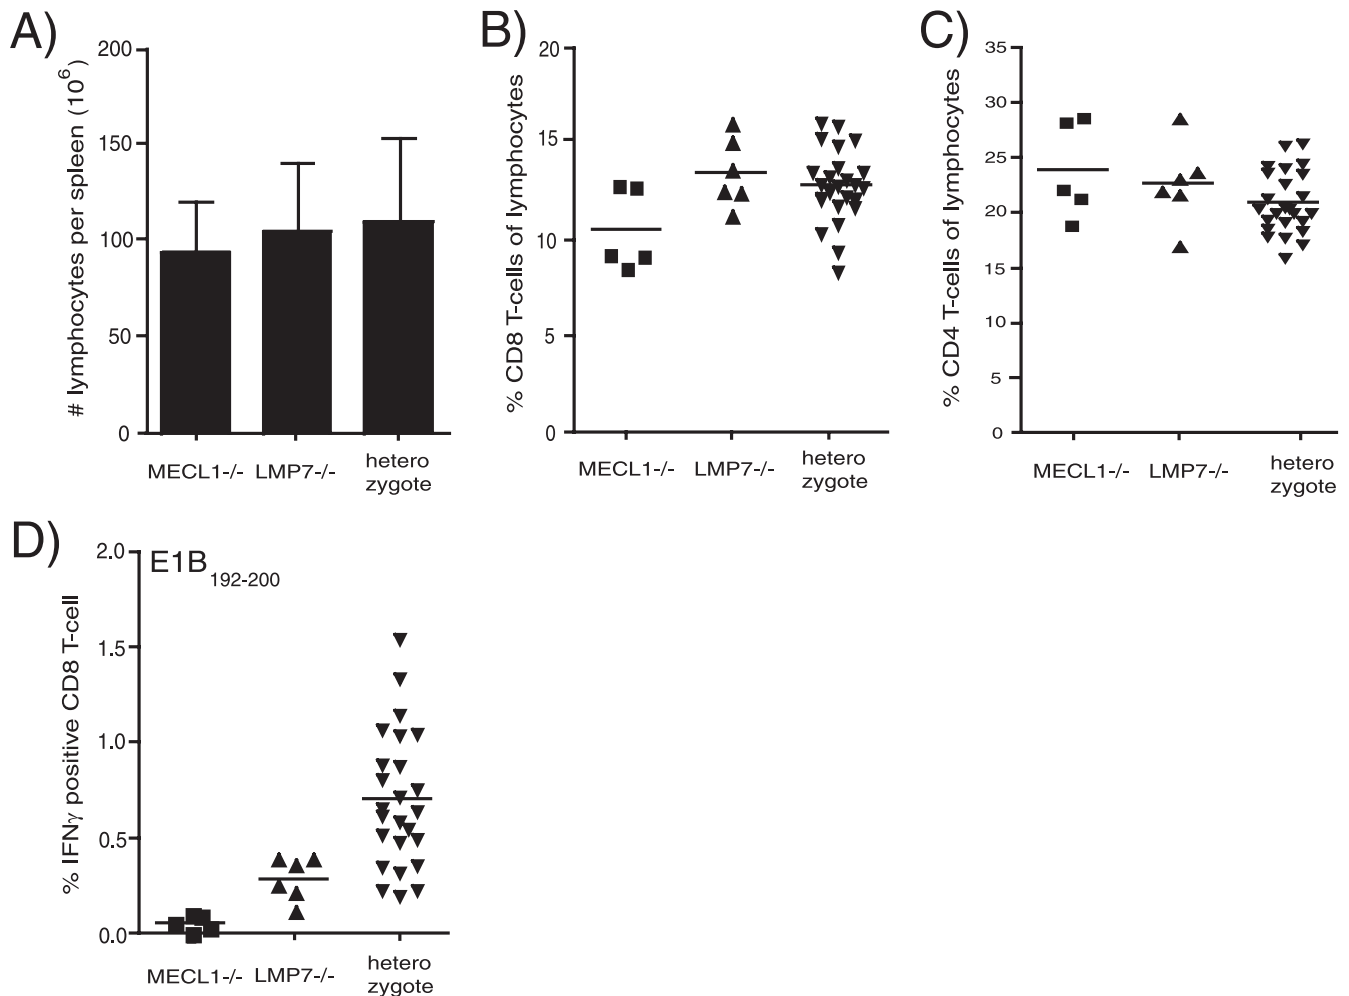 A)
# lymphocytes per spleen (10⁶)
200
150
100
50
0
MECL1-/- LMP7-/- hetero
zygote
B)
% CD8 T-cells of lymphocytes
20
15
10
5
0
MECL1-/- LMP7-/- hetero
zygote
C)
% CD4 T-cells of lymphocytes
35
30
25
20
15
10
5
0
MECL1-/- LMP7-/- hetero
zygote
D)
% IFNγ positive CD8 T-cell
E1B192-200
2.0
1.5
1.0
0.5
0.0
MECL1-/- LMP7-/- hetero
zygote